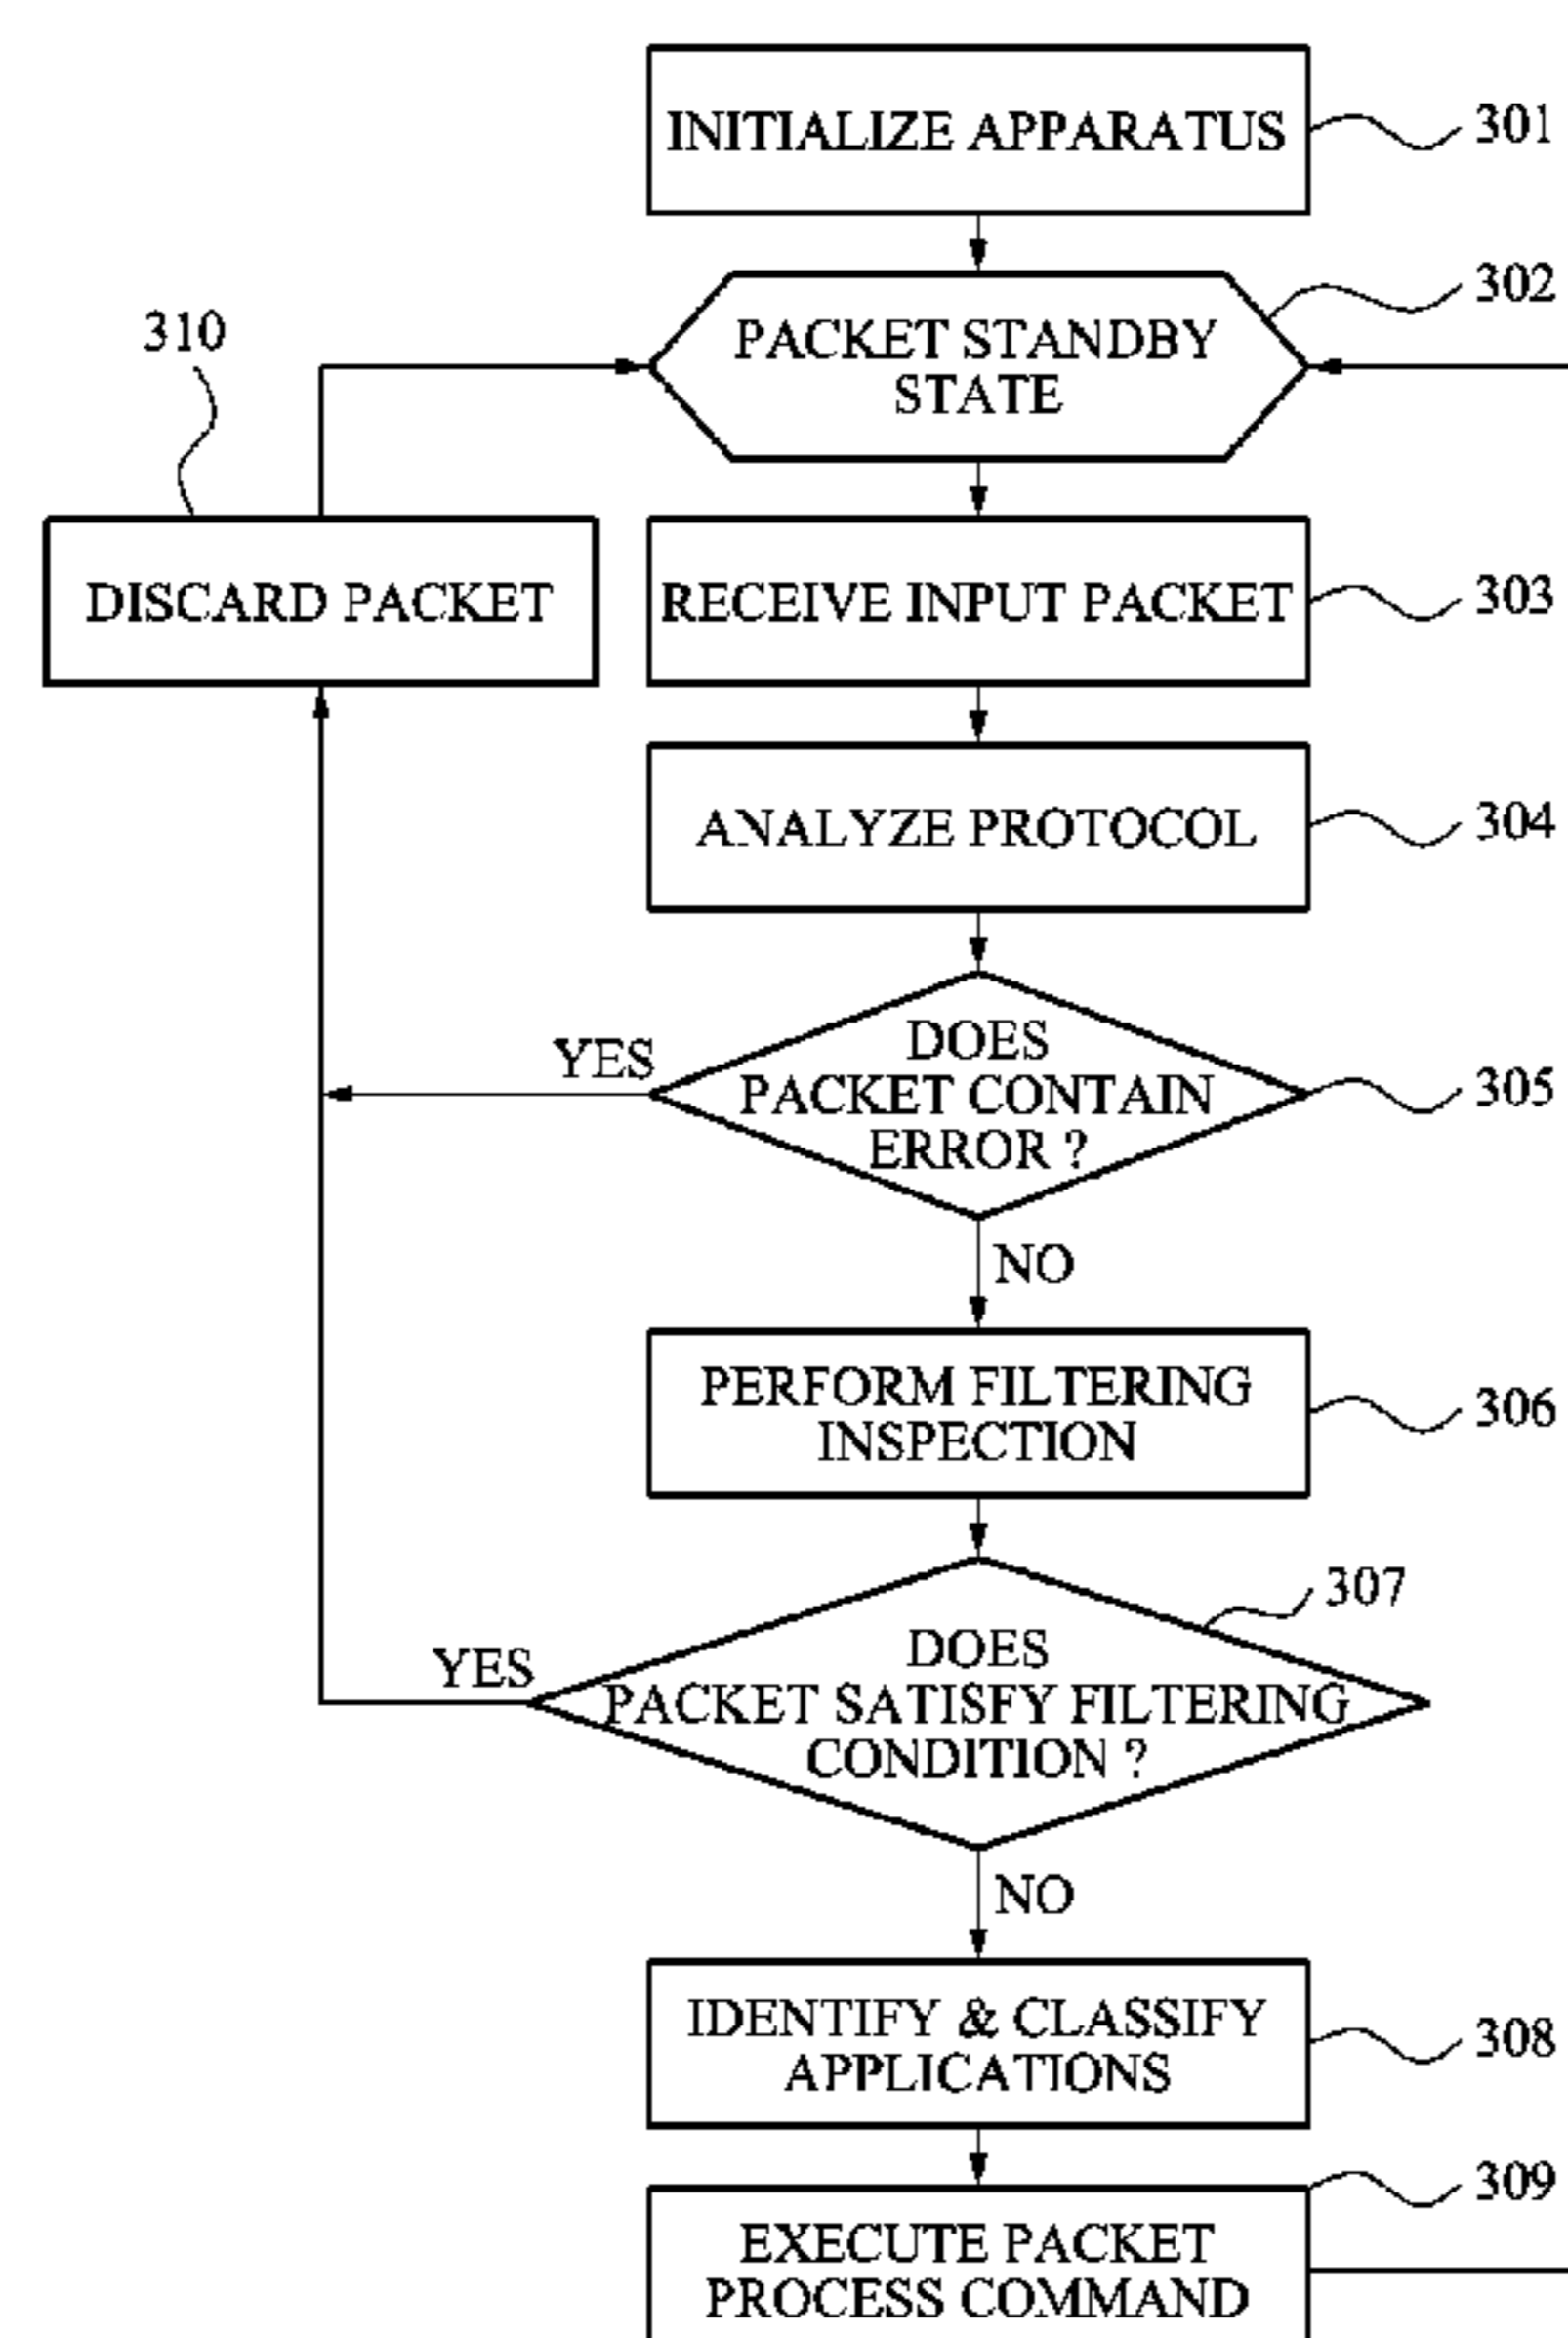 INITIALIZE APPARATUS
301
PACKET STANDBY
STATE
302
310
DISCARD PACKET
RECEIVE INPUT PACKET
303
ANALYZE PROTOCOL
304
YES
DOES
PACKET CONTAIN
ERROR ?
305
NO
PERFORM FILTERING
INSPECTION
306
307
YES
DOES
PACKET SATISFY FILTERING
CONDITION ?
NO
IDENTIFY & CLASSIFY
APPLICATIONS
308
309
EXECUTE PACKET
PROCESS COMMAND